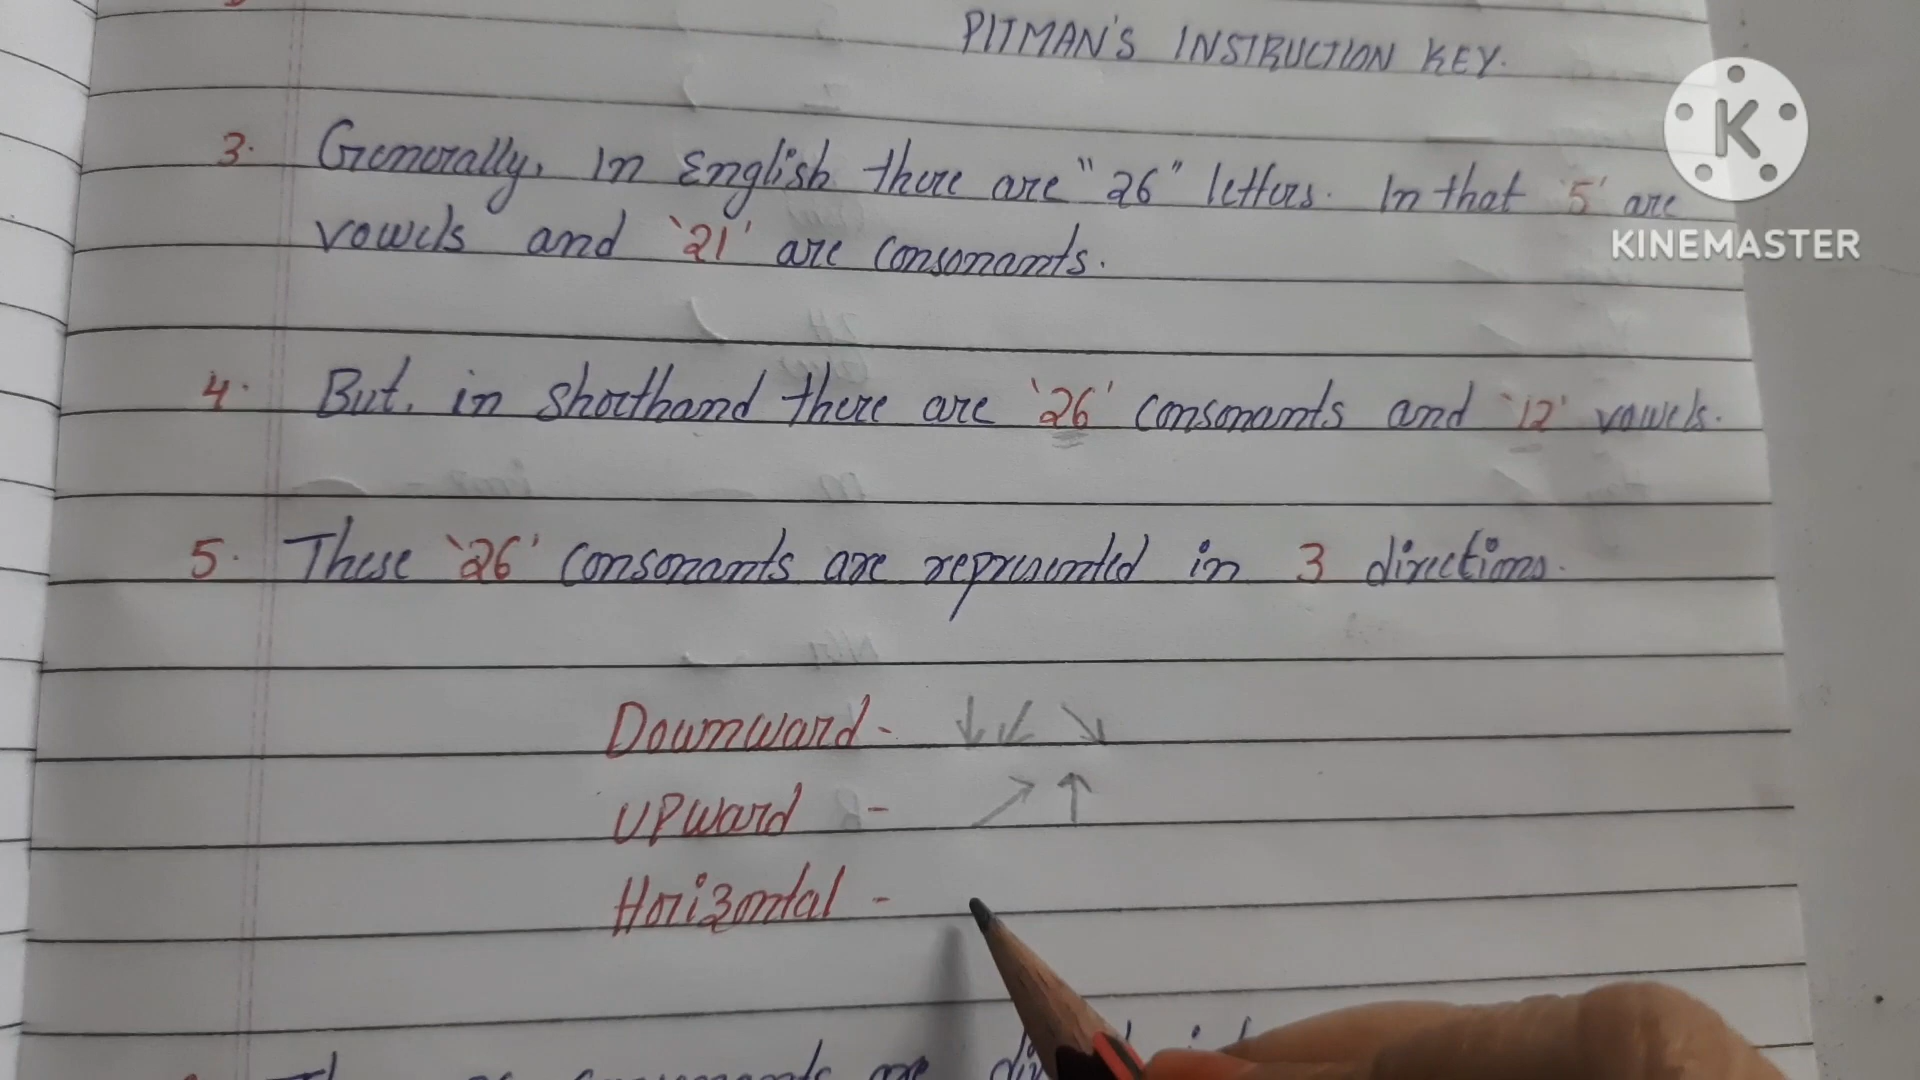 PITMAN'S INSTRUCTION KEY.
3. Generally, In English there are "26" letters. In that '5' are
vowels and '21' are consonants.
4. But, in shorthand there are '26' consonants and '12' vowels.
5. These '26' consonants are represented in 3 directions.
Downward - ↓↙ ↘
UPward - ↗ ↑
Horizontal -
consonants are
K
KINEMASTER